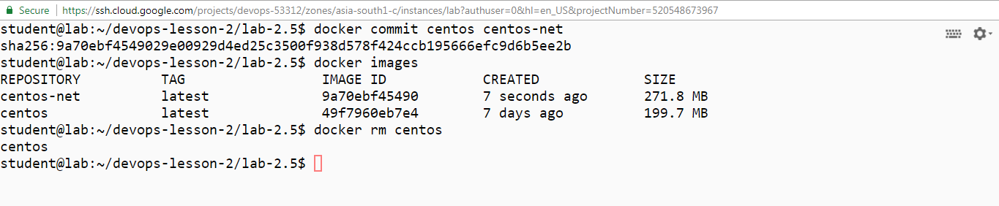 Secure | https://ssh.cloud.google.com/projects/devops-53312/zones/asia-south1-c/instances/lab?authuser=0&hl=en_US&projectNumber=520548673967
student@lab:~/devops-lesson-2/lab-2.5$ docker commit centos centos-net
sha256:9a70ebf4549029e00929d4ed25c3500f938d578f424ccb195666efc9d6b5ee2b
student@lab:~/devops-lesson-2/lab-2.5$ docker images
REPOSITORY TAG IMAGE ID CREATED SIZE
centos-net latest 9a70ebf45490 7 seconds ago 271.8 MB
centos latest 49f7960eb7e4 7 days ago 199.7 MB
student@lab:~/devops-lesson-2/lab-2.5$ docker rm centos
centos
student@lab:~/devops-lesson-2/lab-2.5$